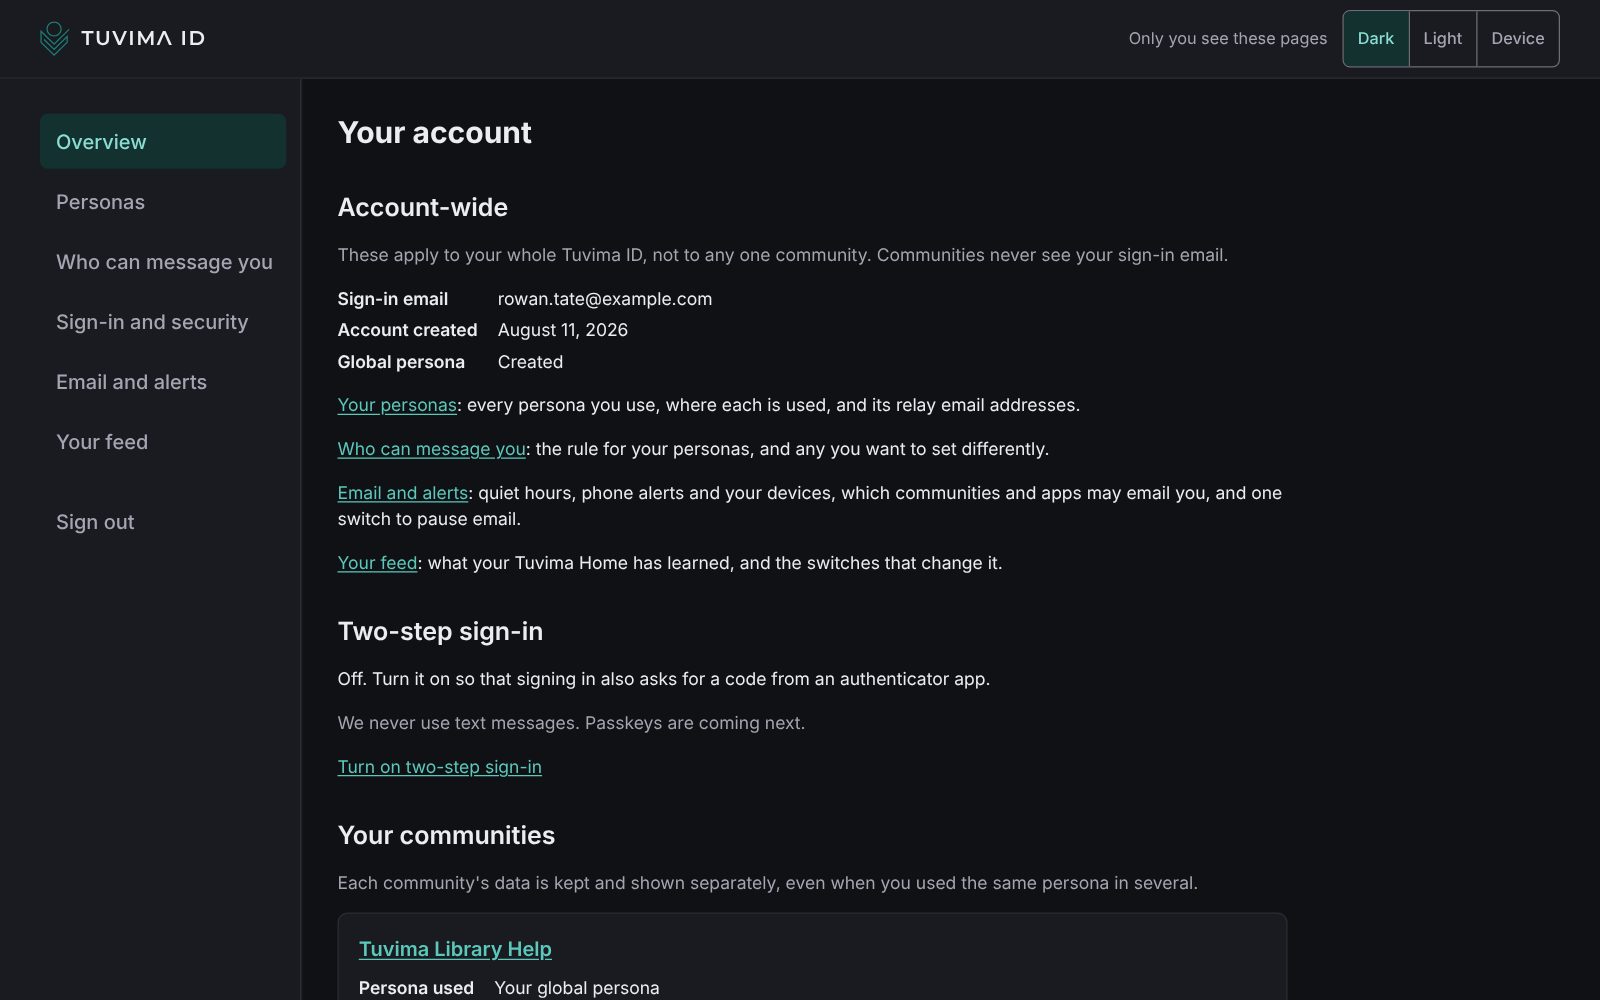 TUVIMA ID
Only you see these pages
Dark
Light
Device
Overview
Personas
Who can message you
Sign-in and security
Email and alerts
Your feed
Sign out
Your account
Account-wide
These apply to your whole Tuvima ID, not to any one community. Communities never see your sign-in email.
Sign-in email rowan.tate@example.com
Account created August 11, 2026
Global persona Created
Your personas: every persona you use, where each is used, and its relay email addresses.
Who can message you: the rule for your personas, and any you want to set differently.
Email and alerts: quiet hours, phone alerts and your devices, which communities and apps may email you, and one
switch to pause email.
Your feed: what your Tuvima Home has learned, and the switches that change it.
Two-step sign-in
Off. Turn it on so that signing in also asks for a code from an authenticator app.
We never use text messages. Passkeys are coming next.
Turn on two-step sign-in
Your communities
Each community's data is kept and shown separately, even when you used the same persona in several.
Tuvima Library Help
Persona used Your global persona